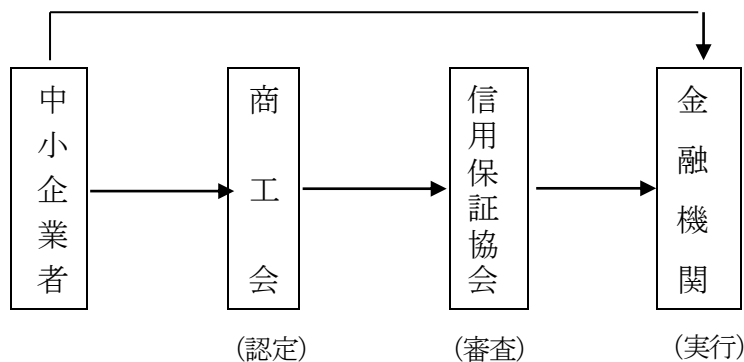 中小企業者
商工会
信用保証協会
金融機関
(認定)
(審査)
(実行)